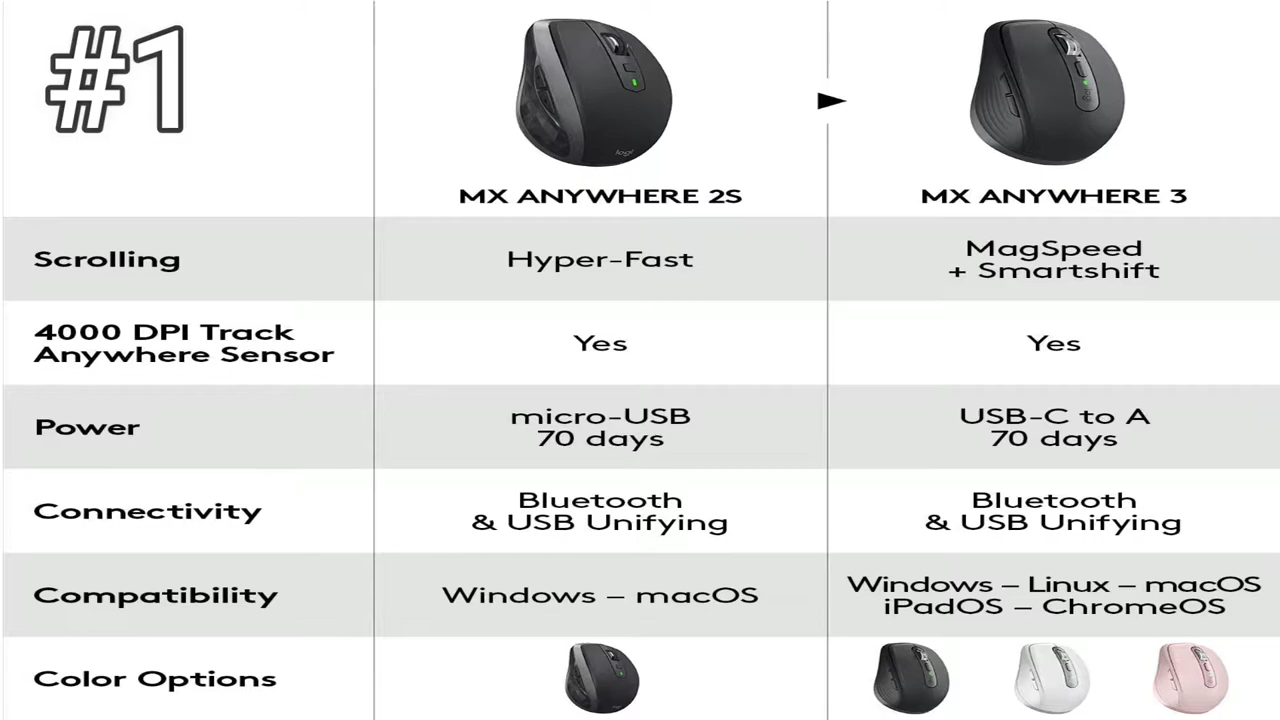 #1
logi
MX ANYWHERE 2S
MX ANYWHERE 3
Scrolling
Hyper-Fast
MagSpeed
+ Smartshift
4000 DPI Track
Anywhere Sensor
Yes
Yes
Power
micro-USB
70 days
USB-C to A
70 days
Connectivity
Bluetooth
& USB Unifying
Bluetooth
& USB Unifying
Compatibility
Windows – macOS
Windows – Linux – macOS
iPadOS – ChromeOS
Color Options